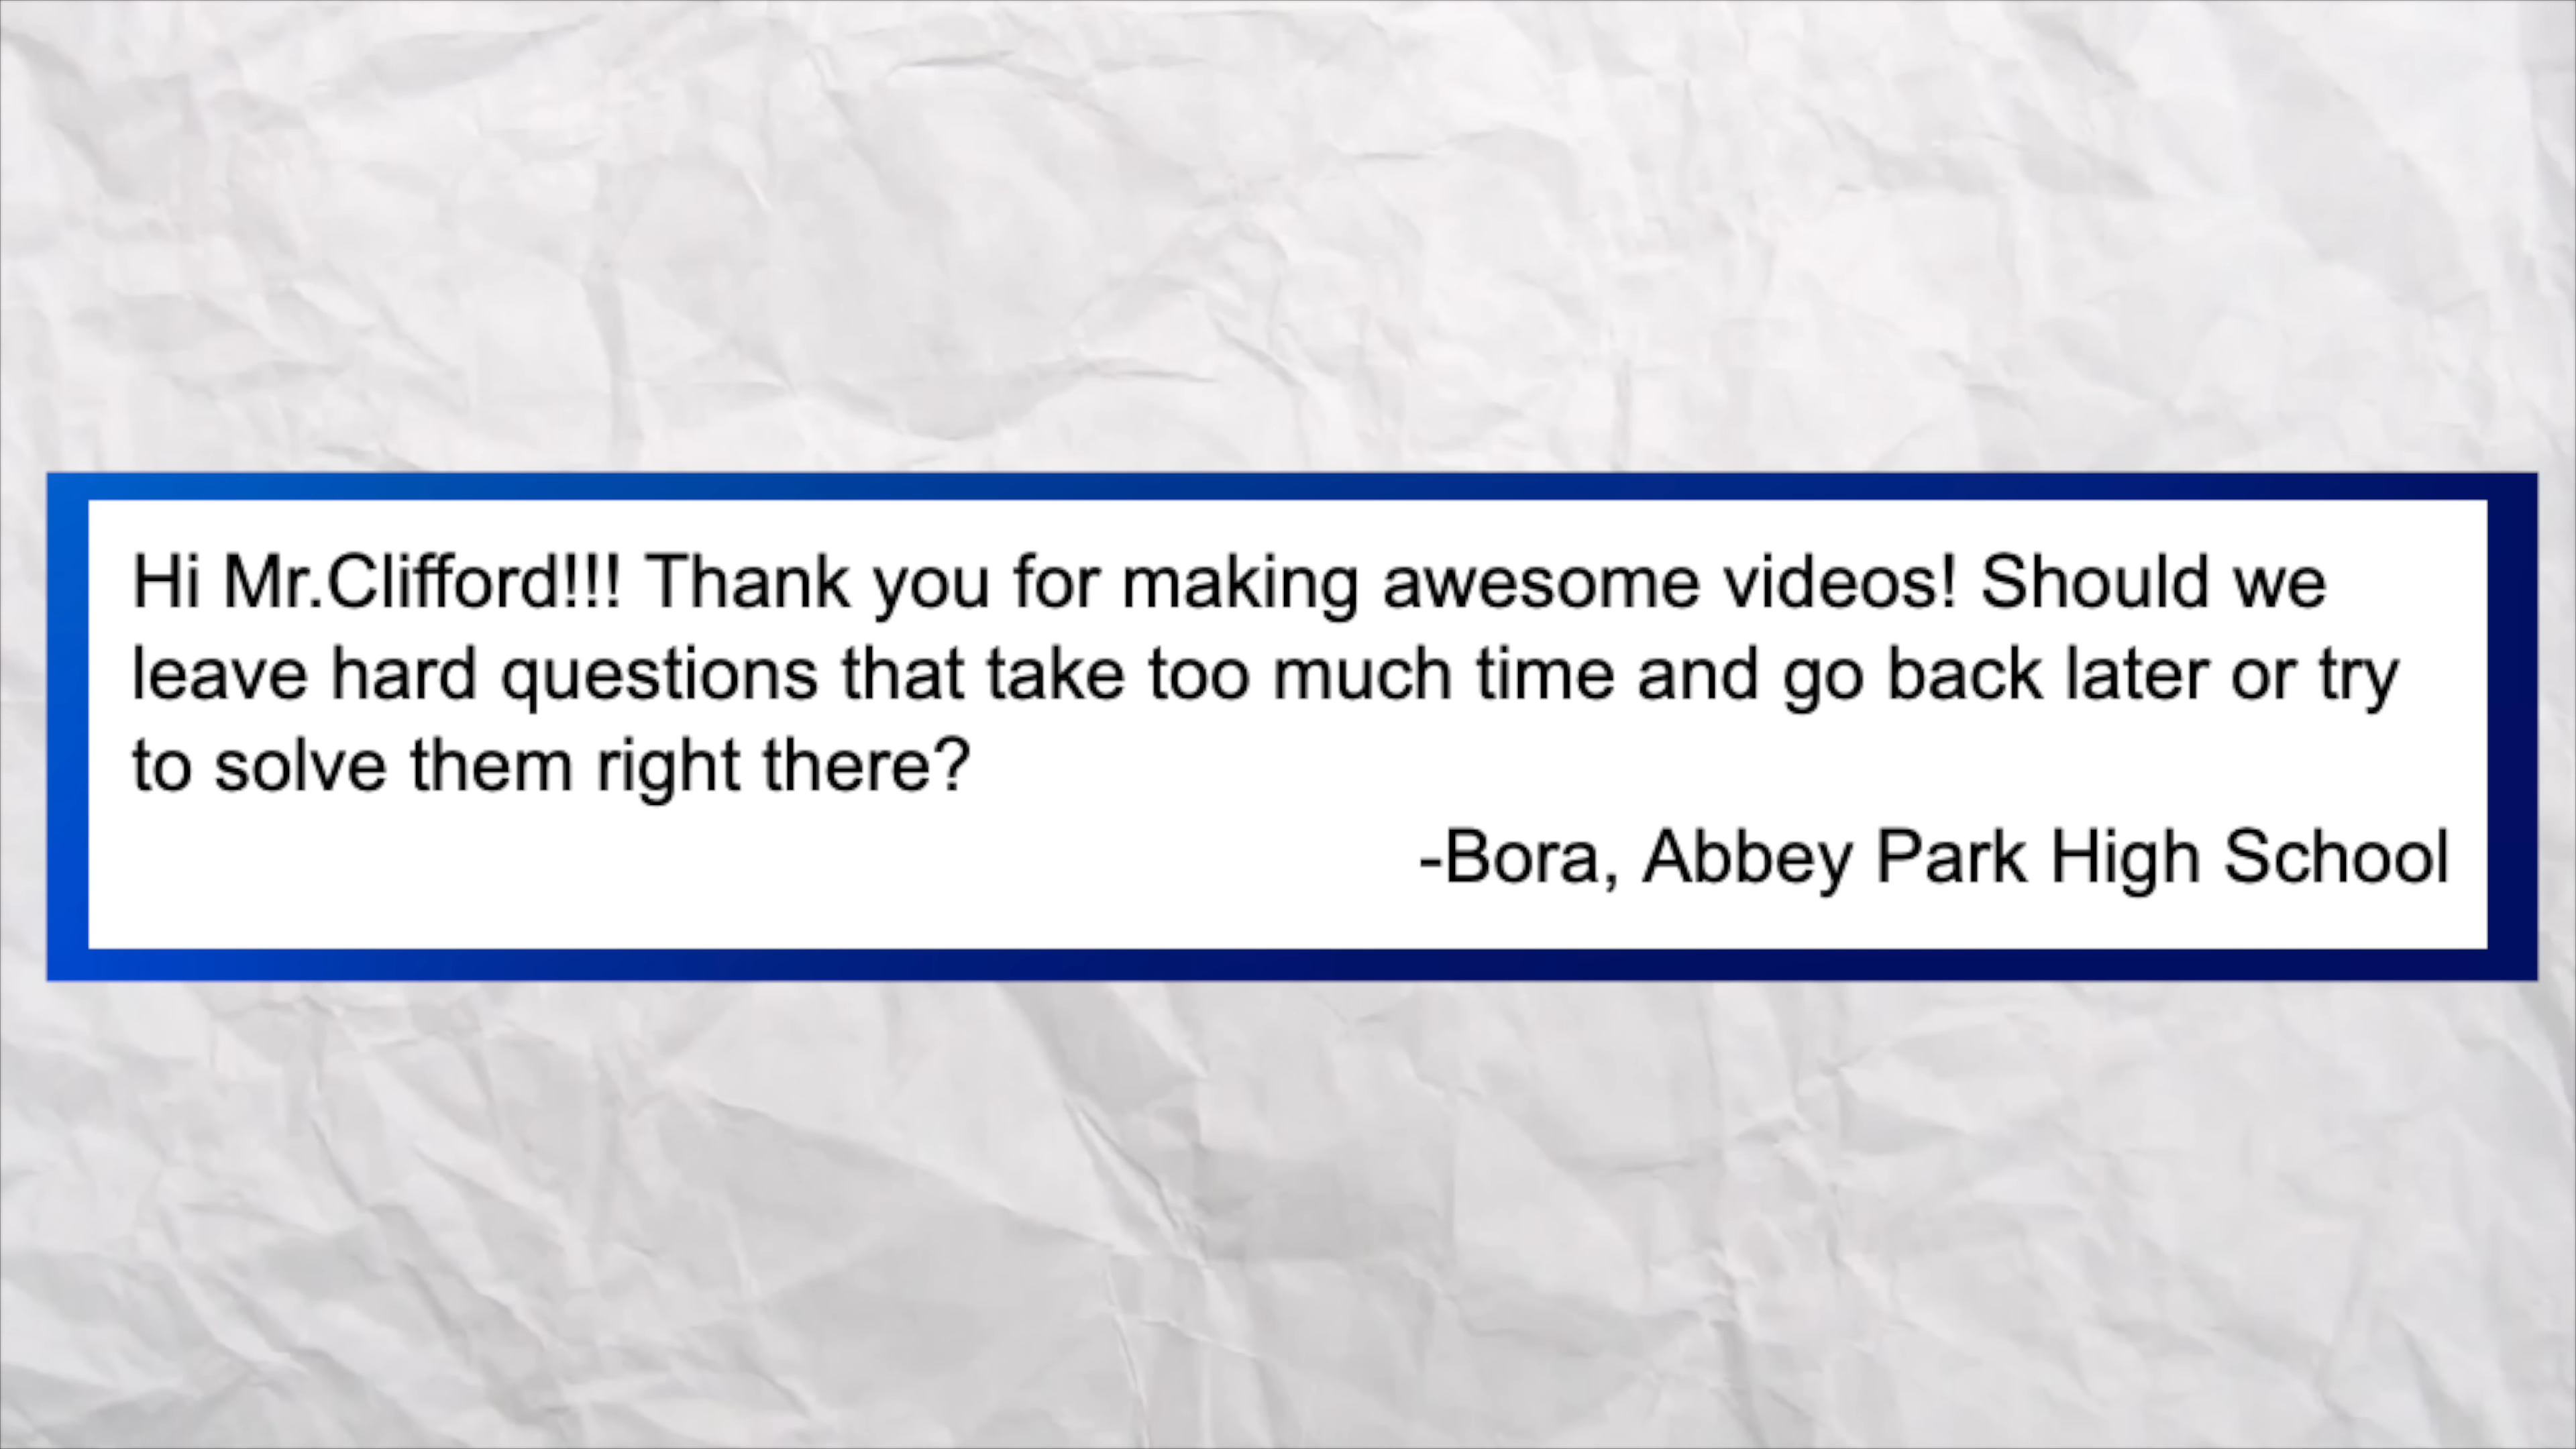 Hi Mr.Clifford!!! Thank you for making awesome videos! Should we
leave hard questions that take too much time and go back later or try
to solve them right there?
-Bora, Abbey Park High School